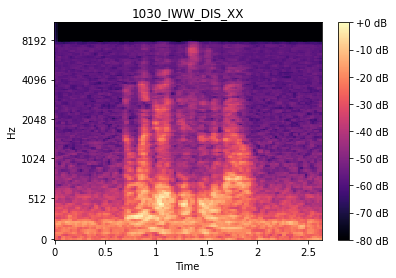 1030_IWW_DIS_XX
8192
4096
2048
1024
512
0
Hz
0
0.5
1
1.5
2
2.5
Time
+0 dB
-10 dB
-20 dB
-30 dB
-40 dB
-50 dB
-60 dB
-70 dB
-80 dB